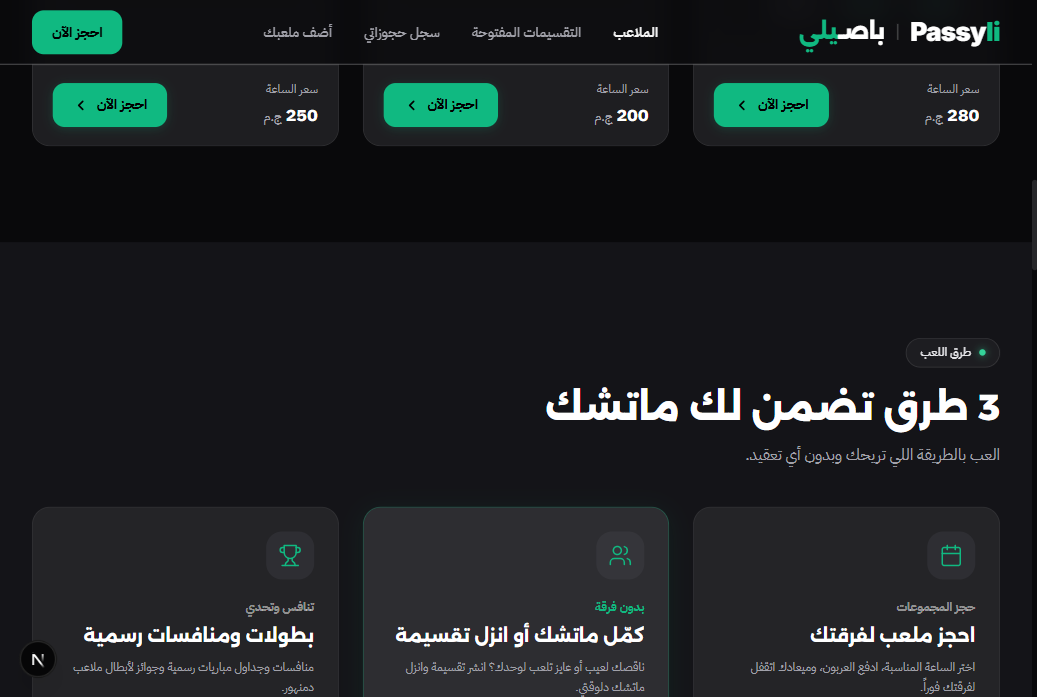 Passyli | باصيلي
الملاعب
التقسيمات المفتوحة
سجل حجوزاتي
أضف ملعبك
احجز الآن
سعر الساعة
280 ج.م
احجز الآن
سعر الساعة
200 ج.م
احجز الآن
سعر الساعة
250 ج.م
احجز الآن
طرق اللعب
3 طرق تضمن لك ماتشك
العب بالطريقة اللي تريحك وبدون أي تعقيد.
حجز المجموعات
احجز ملعب لفرقتك
اختر الساعة المناسبة، ادفع العربون، وميعادك اتقفل
لفرقتك فوراً.
بدون فرقة
كمّل ماتشك أو انزل تقسيمة
ناقصك لعيب أو عايز تلعب لوحدك؟ انشر تقسيمة وانزل
ماتشك دلوقتي.
تنافس وتحدي
بطولات ومنافسات رسمية
منافسات وجداول مباريات رسمية وجوائز لأبطال ملاعب
دمنهور.
N